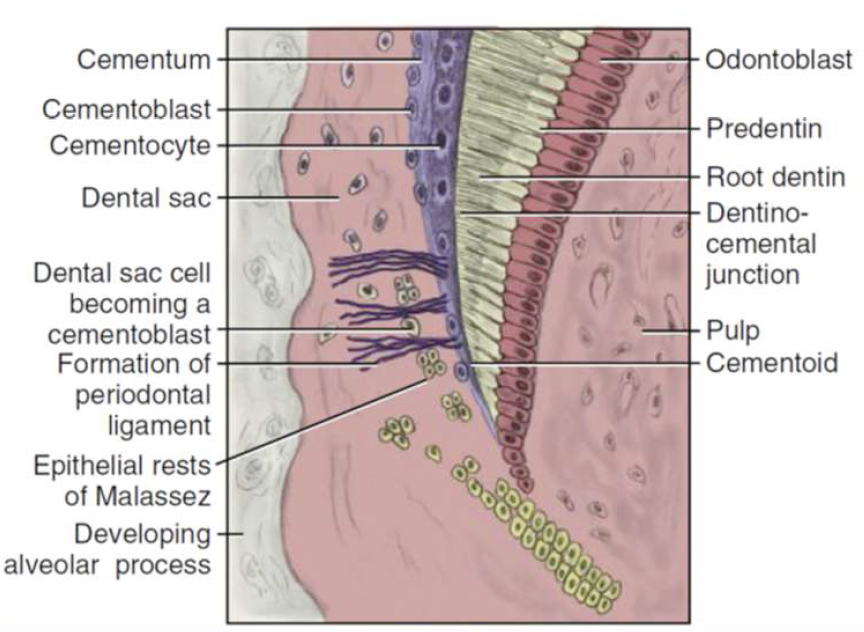 Cementum
Cementoblast
Cementocyte
Dental sac
Dental sac cell
becoming a
cementoblast
Formation of
periodontal
ligament
Epithelial rests
of Malassez
Developing
alveolar process
Odontoblast
Predentin
Root dentin
Dentino-
cemental
junction
Pulp
Cementoid